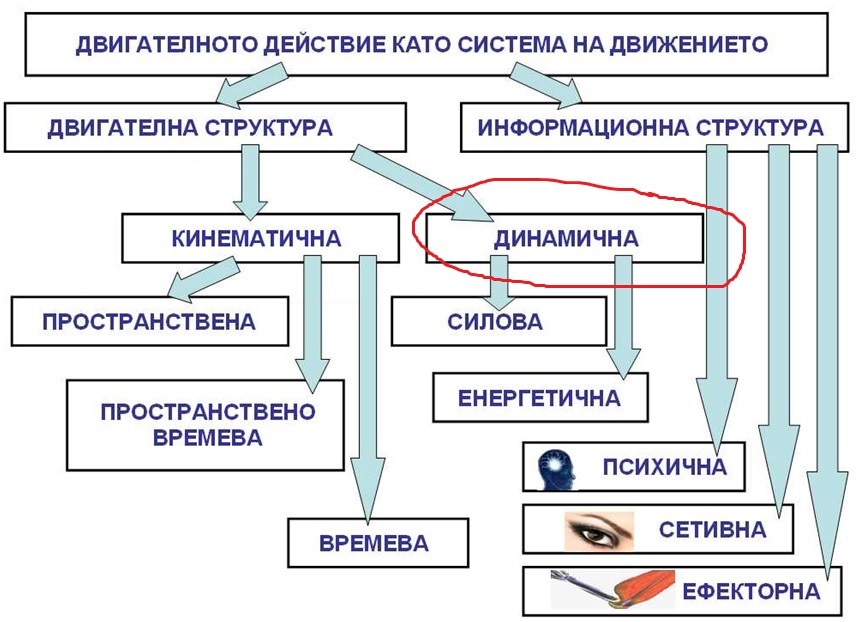 ДВИГАТЕЛНОТО ДЕЙСТВИЕ КАТО СИСТЕМА НА ДВИЖЕНИЕТО
ДВИГАТЕЛНА СТРУКТУРА
ИНФОРМАЦИОННА СТРУКТУРА
КИНЕМАТИЧНА
ДИНАМИЧНА
ПРОСТРАНСТВЕНА
СИЛОВА
ПРОСТРАНСТВЕНО
ВРЕМЕВА
ЕНЕРГЕТИЧНА
ПСИХИЧНА
ВРЕМЕВА
СЕТИВНА
ЕФЕКТОРНА